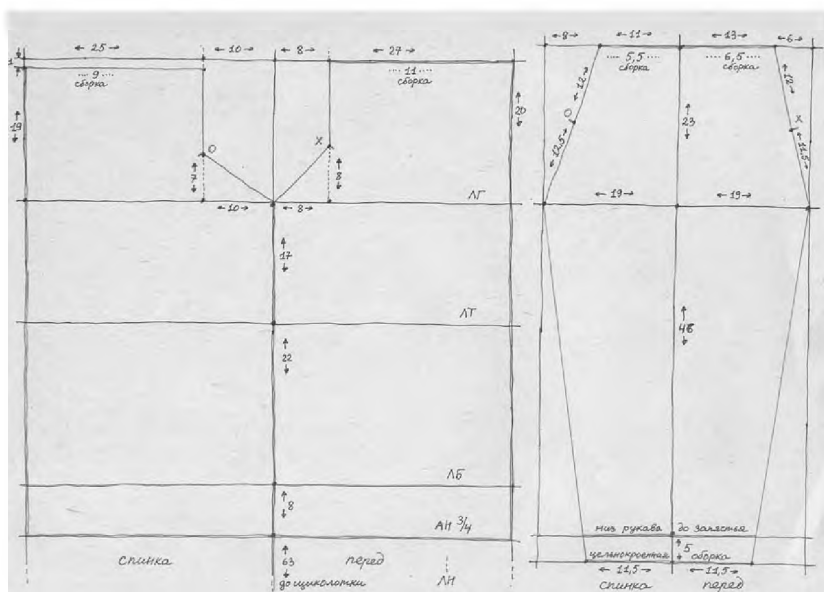 25 10 8 27
1
9 сборка
11 сборка
19
20
О Х
7 8
10 8 ЛГ
17
ЛТ
22
ЛБ
8
АН 3/4
спинка 63 перед
до щиколотки ЛН
8 11 13 6
5,5 сборка
6,5 сборка
12 12
О Х
23
12,5 11,5
19 19
48
низ рукава до запястья
цельнокроеная 5 сборка
11,5 11,5
спинка перед